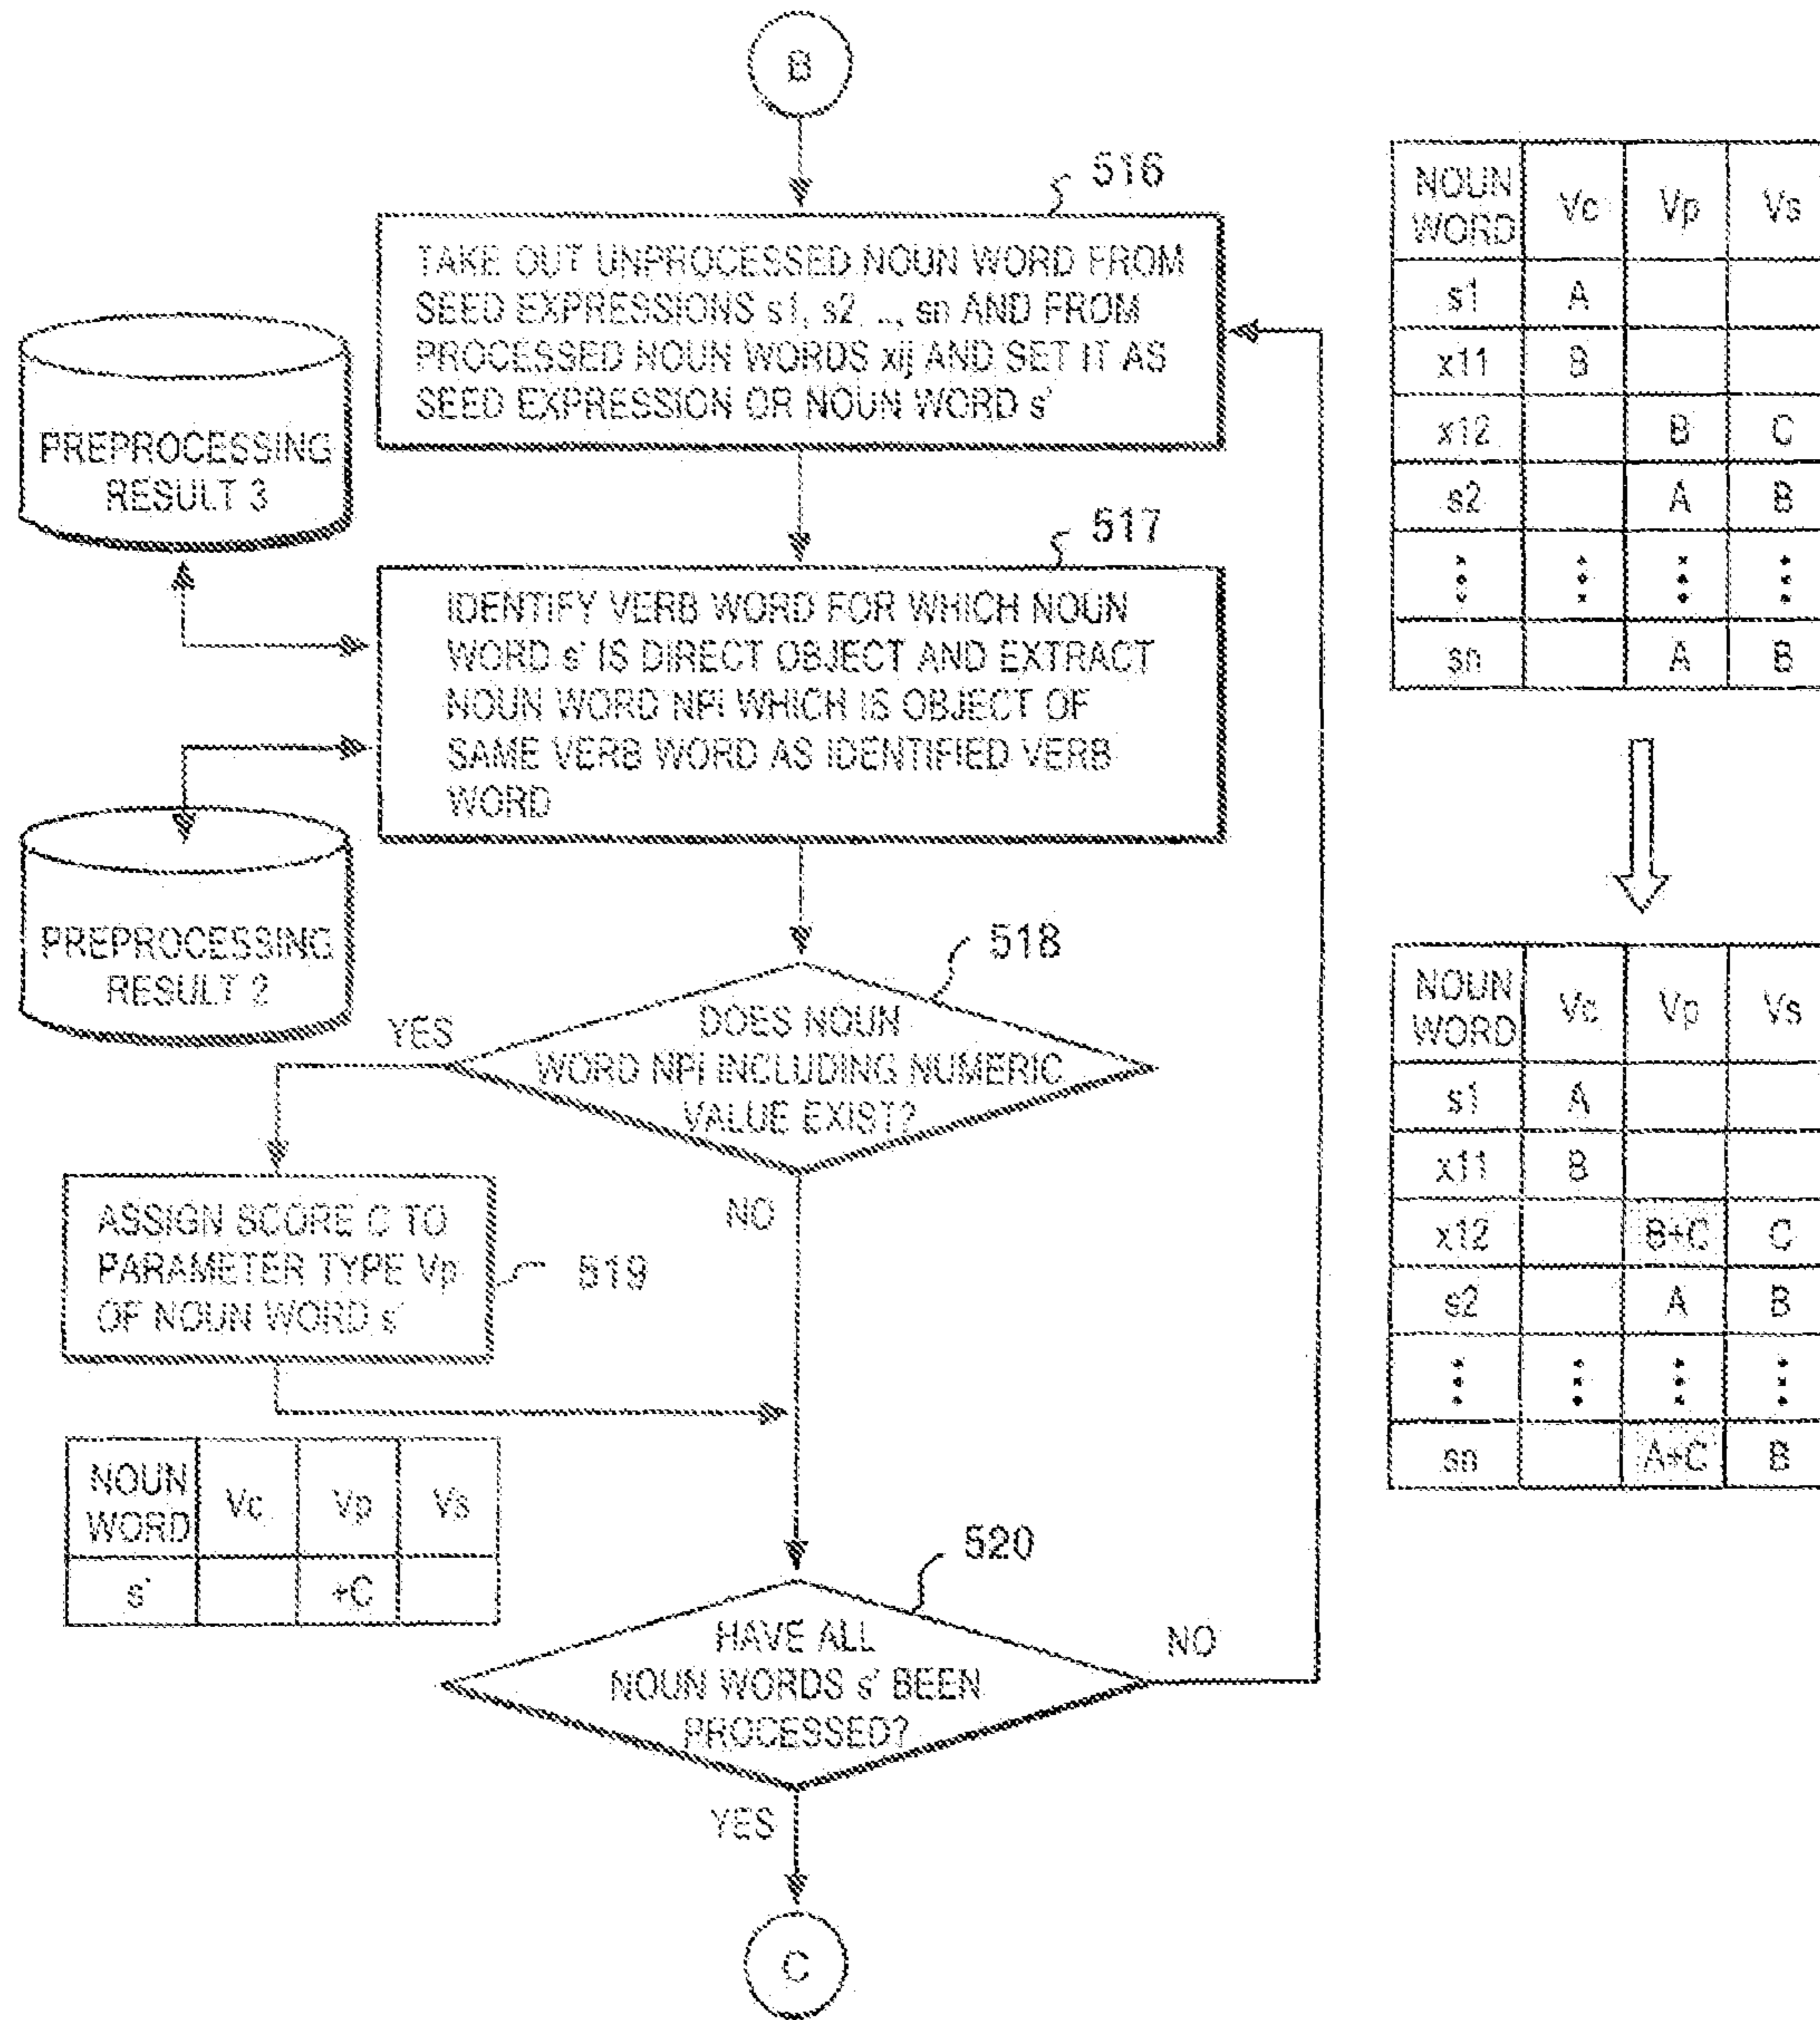 B
516
TAKE OUT UNPROCESSED NOUN WORD FROM
SEED EXPRESSIONS s1, s2 .., sn AND FROM
PROCESSED NOUN WORDS xij AND SET IT AS
SEED EXPRESSION OR NOUN WORD s'
PREPROCESSING
RESULT 3
517
IDENTIFY VERB WORD FOR WHICH NOUN
WORD s' IS DIRECT OBJECT AND EXTRACT
NOUN WORD NPi WHICH IS OBJECT OF
SAME VERB WORD AS IDENTIFIED VERB
WORD
PREPROCESSING
RESULT 2
518
DOES NOUN
WORD NPi INCLUDING NUMERIC
VALUE EXIST?
YES
NO
ASSIGN SCORE C TO
PARAMETER TYPE Vp
OF NOUN WORD s'
519
NOUN WORD Vc Vp Vs
s' +C
520
HAVE ALL
NOUN WORDS s' BEEN
PROCESSED?
NO
YES
C
NOUN WORD Vc Vp Vs
s1 A
x11 B
x12 B C
s2 A B
sn A B
NOUN WORD Vc Vp Vs
s1 A
x11 B
x12 B+C C
s2 A B
sn A+C B